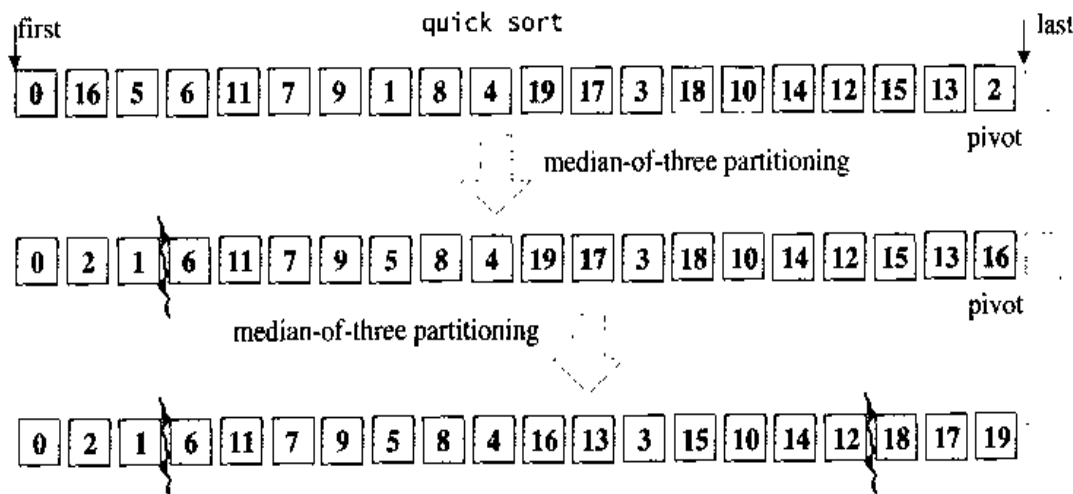 first quick sort last
0 16 5 6 11 7 9 1 8 4 19 17 3 18 10 14 12 15 13 2
pivot
median-of-three partitioning
0 2 1 6 11 7 9 5 8 4 19 17 3 18 10 14 12 15 13 16
pivot
median-of-three partitioning
0 2 1 6 11 7 9 5 8 4 16 13 3 15 10 14 12 18 17 19